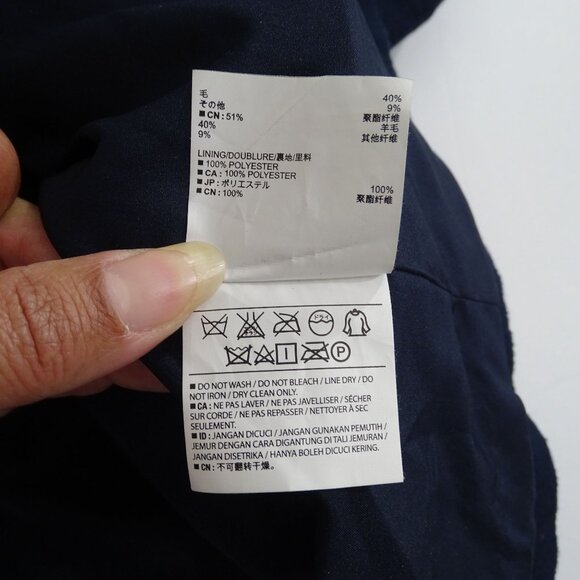 毛 40%
その他 9%
■ CN : 51% 聚酯纤维
40% 羊毛
9% 其他纤维
LINING/DOUBLURE/裏地/里料
■ 100% POLYESTER
■ CA : 100% POLYESTER
■ JP : ポリエステル 100%
■ CN : 100% 聚酯纤维
ドライ
P
■ DO NOT WASH / DO NOT BLEACH / LINE DRY / DO
NOT IRON / DRY CLEAN ONLY.
■ CA : NE PAS LAVER / NE PAS JAVELLISER / SÉCHER
SUR CORDE / NE PAS REPASSER / NETTOYER À SEC
SEULEMENT.
■ ID : JANGAN DICUCI / JANGAN GUNAKAN PEMUTIH /
JEMUR DENGAN CARA DIGANTUNG DI TALI JEMURAN /
JANGAN DISETRIKA / HANYA BOLEH DICUCI KERING.
■ CN : 不可翻转干燥。